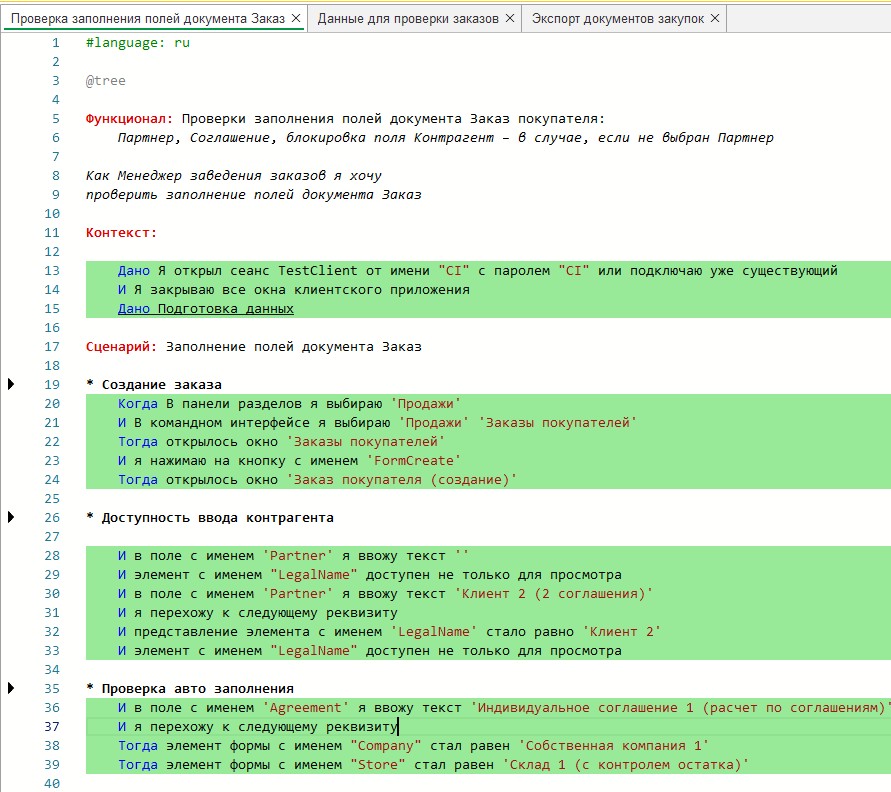 Проверка заполнения полей документа Заказ × Данные для проверки заказов × Экспорт документов закупок ×
1 #language: ru
2
3 @tree
4
5 Функционал: Проверки заполнения полей документа Заказ покупателя:
6 Партнер, Соглашение, блокировка поля Контрагент – в случае, если не выбран Партнер
7
8 Как Менеджер заведения заказов я хочу
9 проверить заполнение полей документа Заказ
10
11 Контекст:
12
13 Дано Я открыл сеанс TestClient от имени "CI" с паролем "CI" или подключаю уже существующий
14 И Я закрываю все окна клиентского приложения
15 Дано Подготовка данных
16
17 Сценарий: Заполнение полей документа Заказ
18
19 * Создание заказа
20 Когда В панели разделов я выбираю 'Продажи'
21 И В командном интерфейсе я выбираю 'Продажи' 'Заказы покупателей'
22 Тогда открылось окно 'Заказы покупателей'
23 И я нажимаю на кнопку с именем 'FormCreate'
24 Тогда открылось окно 'Заказ покупателя (создание)'
25
26 * Доступность ввода контрагента
27
28 И в поле с именем 'Partner' я ввожу текст ''
29 И элемент с именем "LegalName" доступен не только для просмотра
30 И в поле с именем 'Partner' я ввожу текст 'Клиент 2 (2 соглашения)'
31 И я перехожу к следующему реквизиту
32 И представление элемента с именем 'LegalName' стало равно 'Клиент 2'
33 И элемент с именем "LegalName" доступен не только для просмотра
34
35 * Проверка авто заполнения
36 И в поле с именем 'Agreement' я ввожу текст 'Индивидуальное соглашение 1 (расчет по соглашениям)'
37 И я перехожу к следующему реквизиту
38 Тогда элемент формы с именем "Company" стал равен 'Собственная компания 1'
39 Тогда элемент формы с именем "Store" стал равен 'Склад 1 (с контролем остатка)'
40